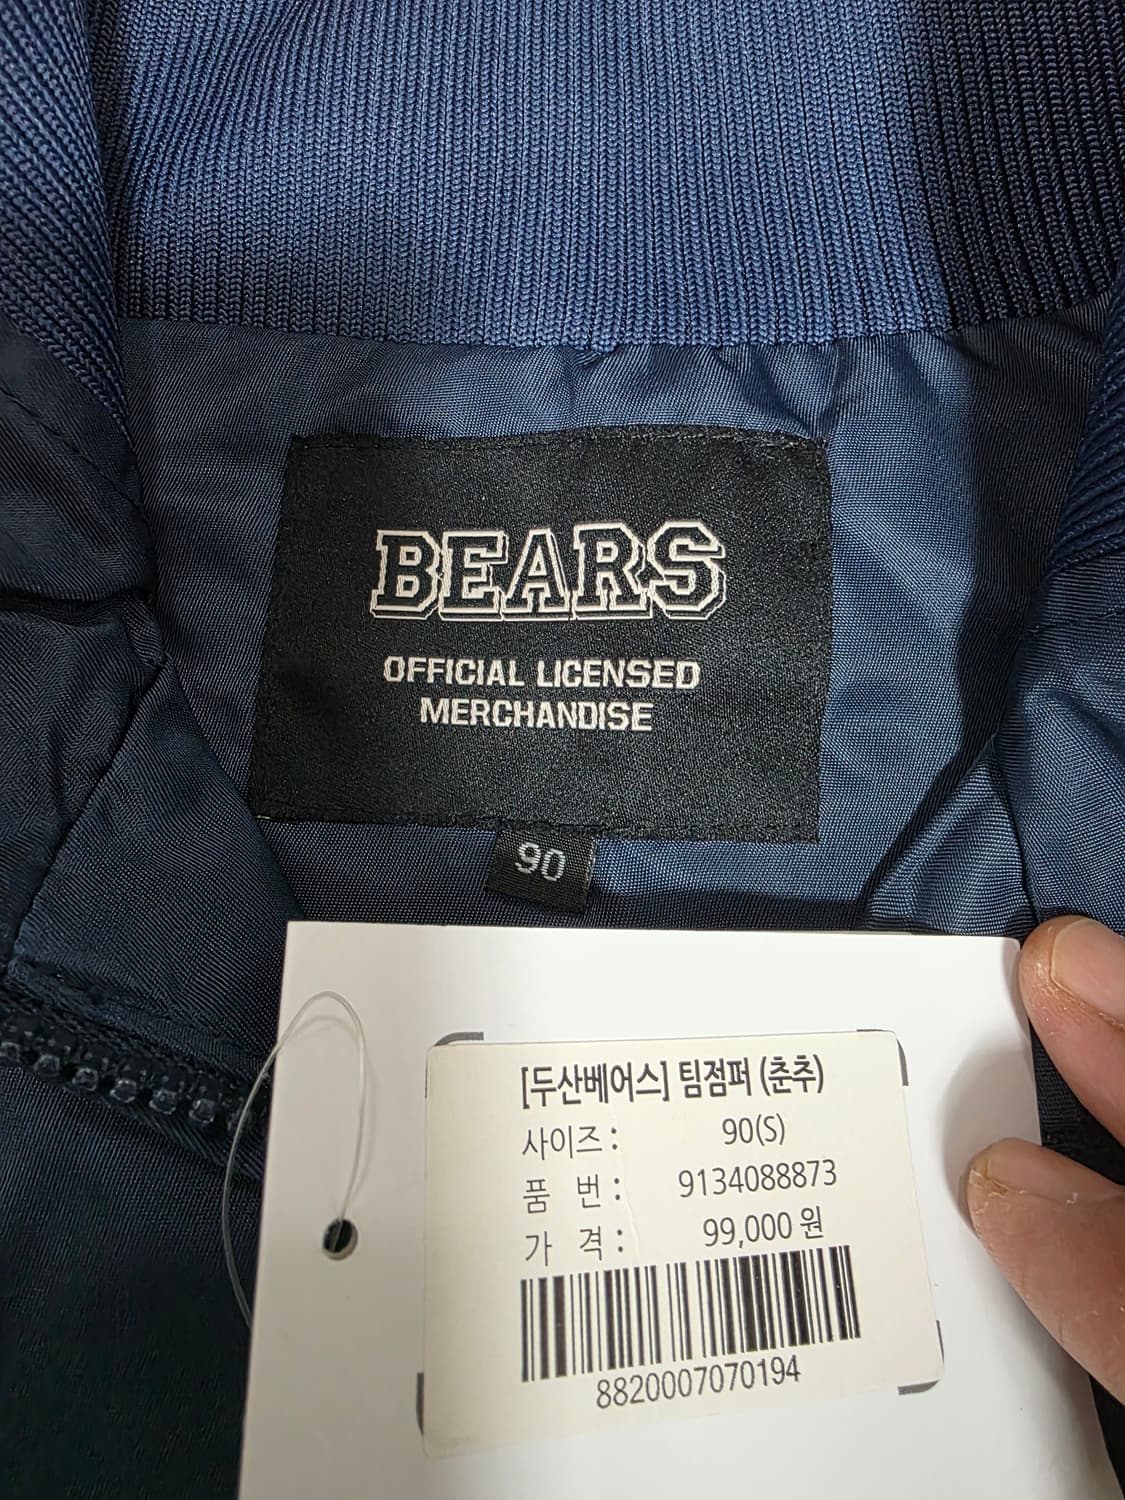 BEARS
OFFICIAL LICENSED
MERCHANDISE
90
[두산베어스] 팀점퍼 (춘추)
사이즈 : 90(S)
품 번 : 9134088873
가 격 : 99,000 원
8820007070194